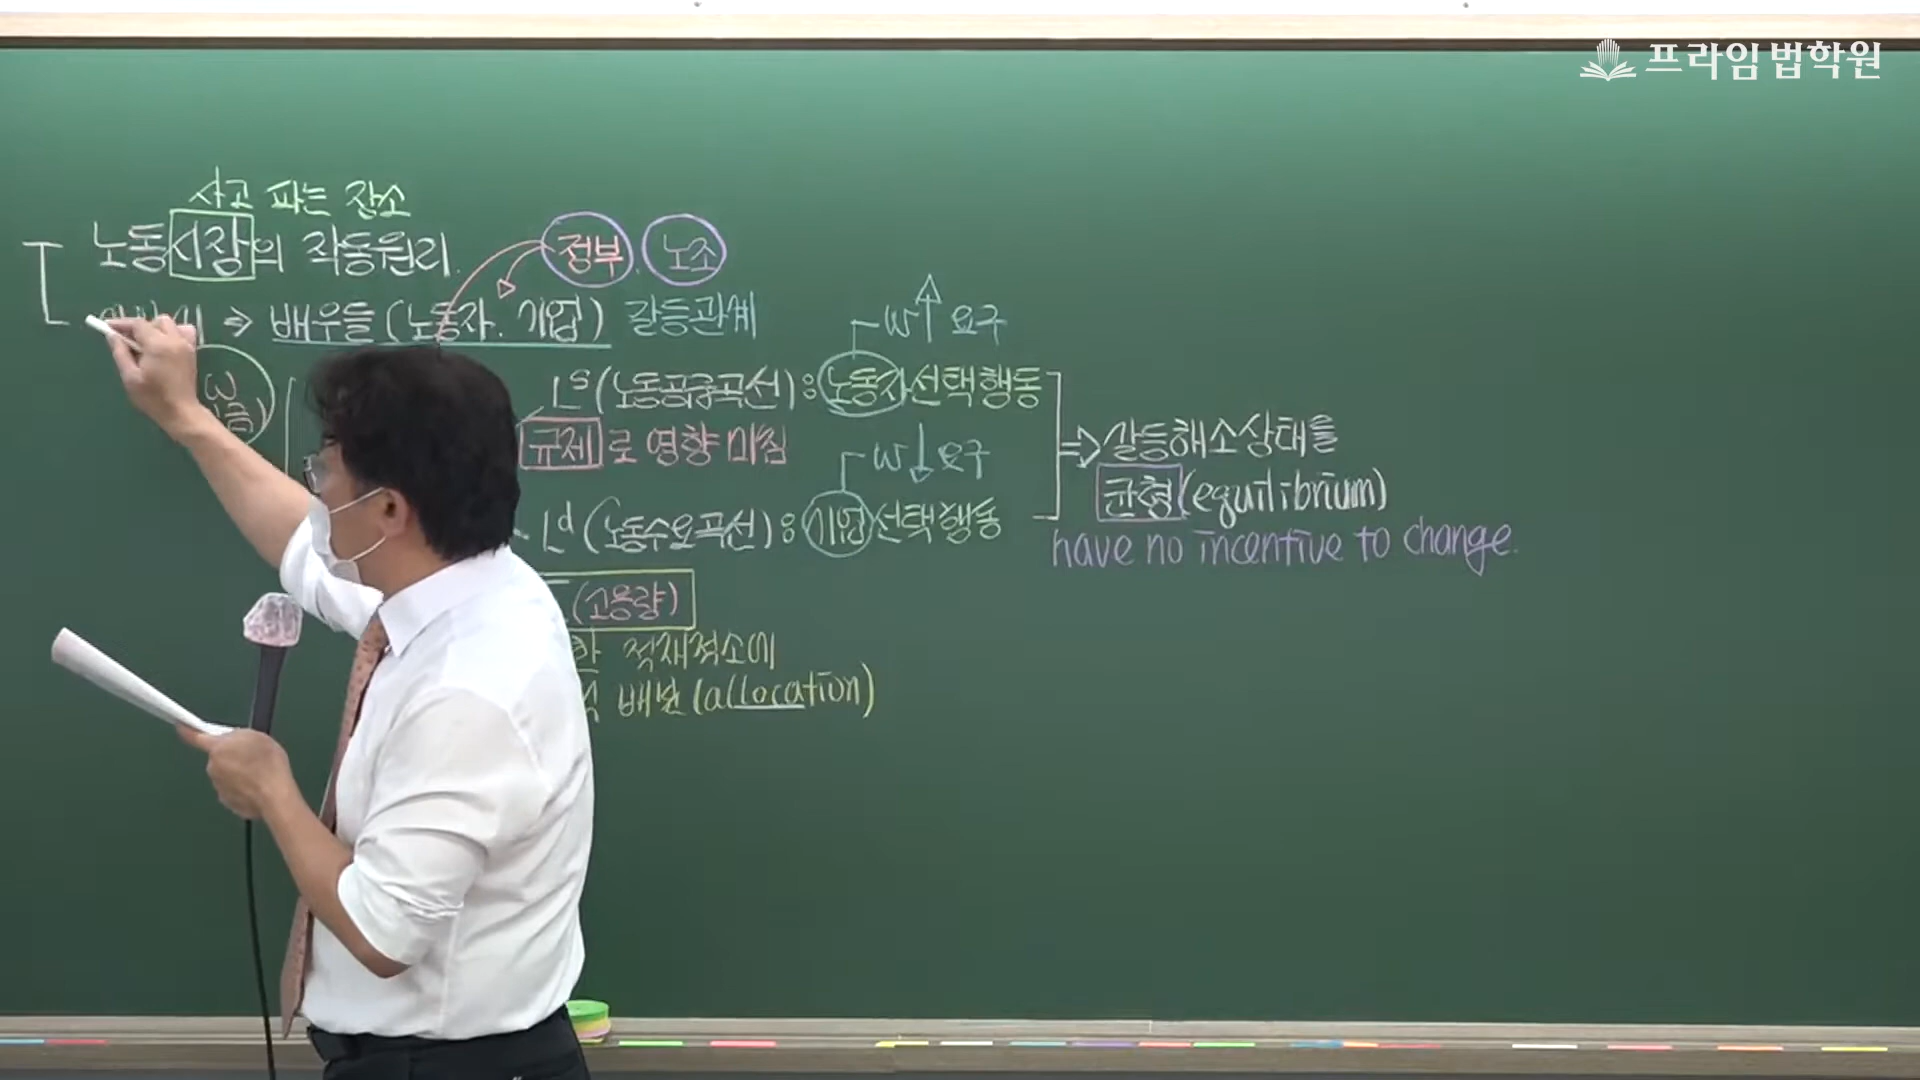 프라임법학원
사고 파는 장소
노동시장의 작동원리. 정부. 노조
⇒ 배우들 (노동자. 기업) 갈등관계
W↑ 요구
W
Lˢ (노동공급곡선) : 노동자 선택행동
규제로 영향 미침
W↓ 요구
⇒ 갈등해소상태를
균형(equilibrium)
Lᵈ (노동수요곡선) : 기업 선택행동
have no incentive to change.
(고용량)
적재적소에
배분 (allocation)